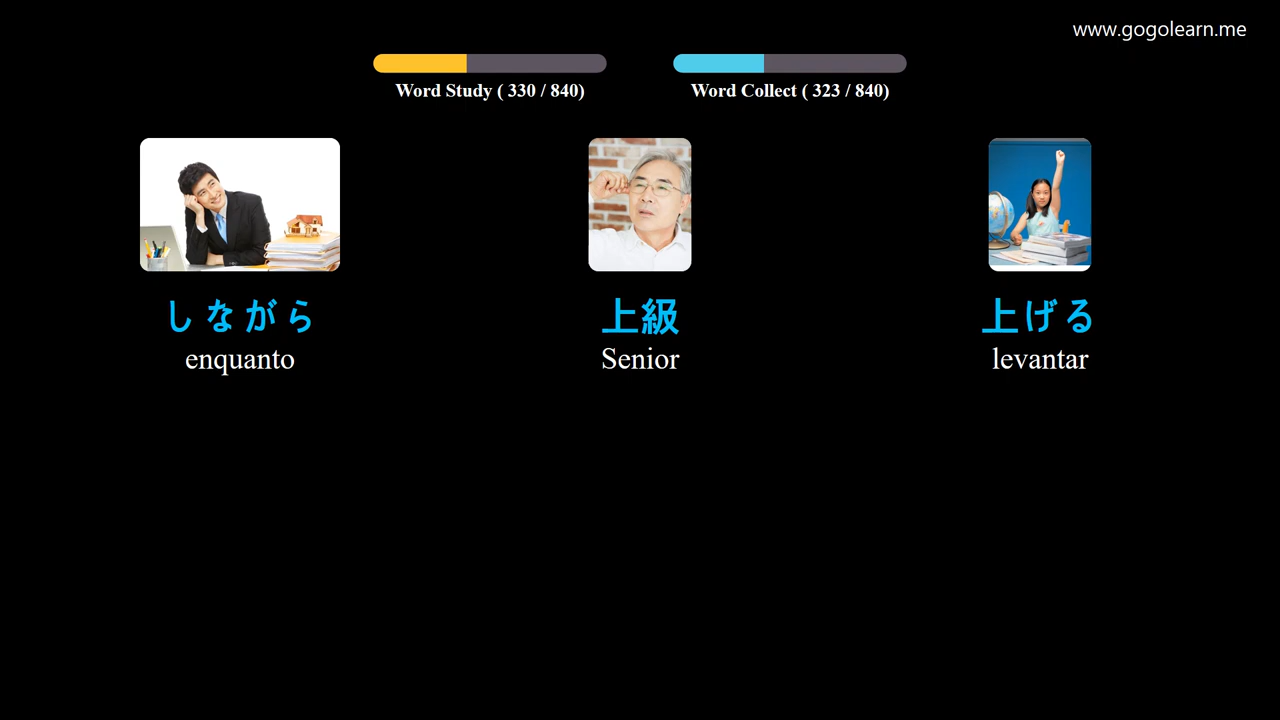 www.gogolearn.me
Word Study ( 330 / 840)
Word Collect ( 323 / 840)
しながら
enquanto
上級
Senior
上げる
levantar